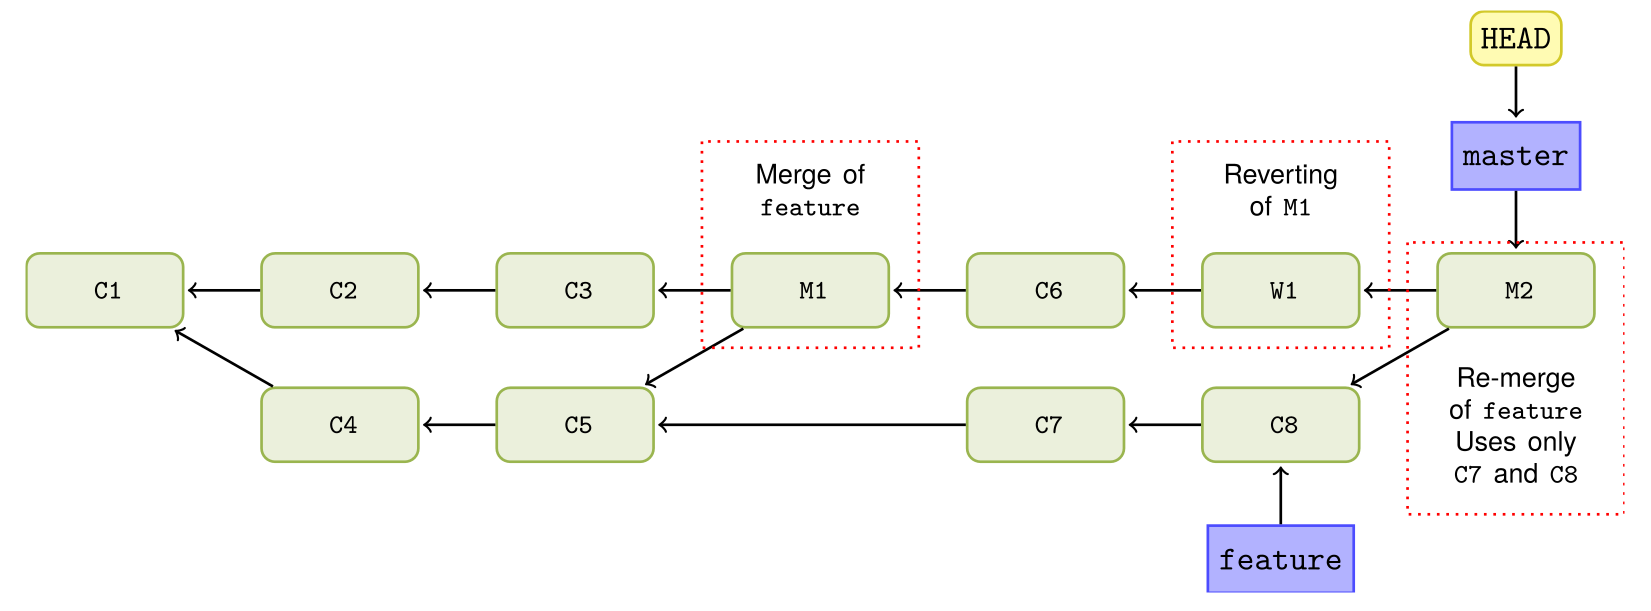 HEAD
master
Merge of
feature
Reverting
of M1
C1
C2
C3
M1
C6
W1
M2
Re-merge
of feature
Uses only
C7 and C8
C4
C5
C7
C8
feature